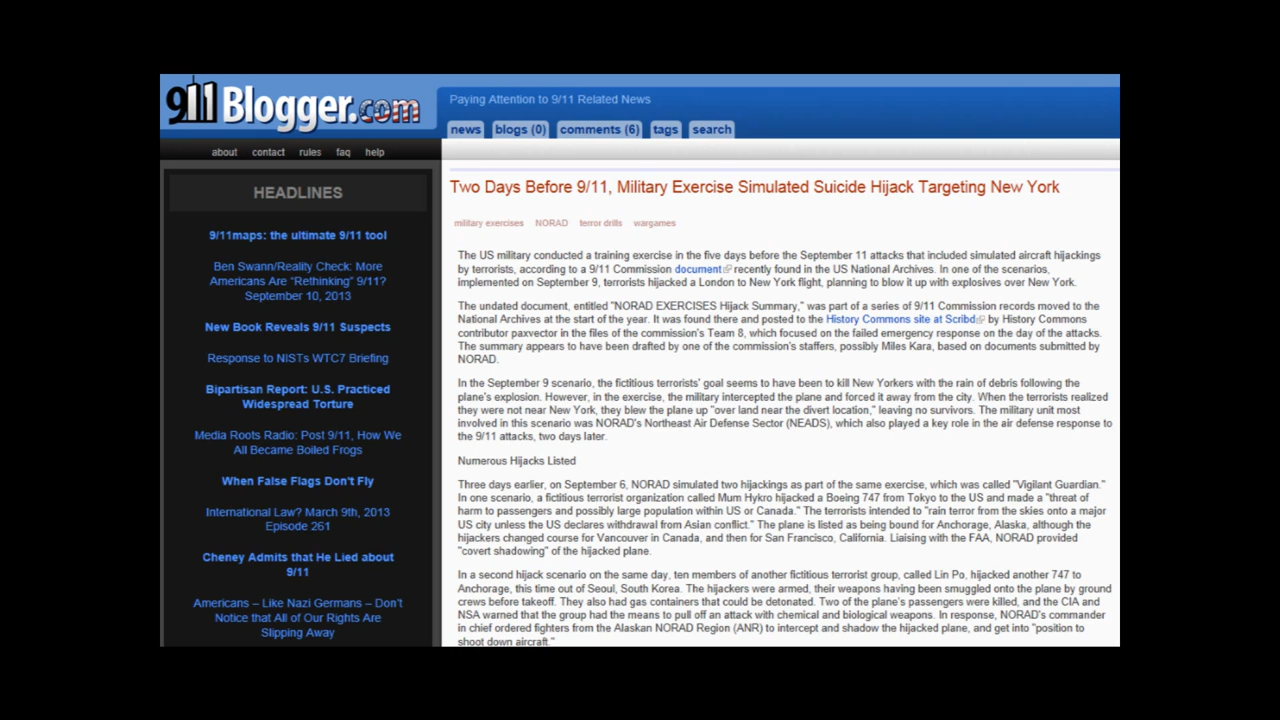 911Blogger.com
Paying Attention to 9/11 Related News
news blogs (0) comments (6) tags search
about contact rules faq help
HEADLINES
9/11maps: the ultimate 9/11 tool
Ben Swann/Reality Check: More
Americans Are "Rethinking" 9/11?
September 10, 2013
New Book Reveals 9/11 Suspects
Response to NISTs WTC7 Briefing
Bipartisan Report: U.S. Practiced
Widespread Torture
Media Roots Radio: Post 9/11, How We
All Became Boiled Frogs
When False Flags Don't Fly
International Law? March 9th, 2013
Episode 261
Cheney Admits that He Lied about
9/11
Americans – Like Nazi Germans – Don't
Notice that All of Our Rights Are
Slipping Away
Two Days Before 9/11, Military Exercise Simulated Suicide Hijack Targeting New York
military exercises NORAD terror drills wargames
The US military conducted a training exercise in the five days before the September 11 attacks that included simulated aircraft hijackings
by terrorists, according to a 9/11 Commission document recently found in the US National Archives. In one of the scenarios,
implemented on September 9, terrorists hijacked a London to New York flight, planning to blow it up with explosives over New York.
The undated document, entitled "NORAD EXERCISES Hijack Summary," was part of a series of 9/11 Commission records moved to the
National Archives at the start of the year. It was found there and posted to the History Commons site at Scribd by History Commons
contributor paxvector in the files of the commission's Team 8, which focused on the failed emergency response on the day of the attacks.
The summary appears to have been drafted by one of the commission's staffers, possibly Miles Kara, based on documents submitted by
NORAD.
In the September 9 scenario, the fictitious terrorists' goal seems to have been to kill New Yorkers with the rain of debris following the
plane's explosion. However, in the exercise, the military intercepted the plane and forced it away from the city. When the terrorists realized
they were not near New York, they blew the plane up "over land near the divert location," leaving no survivors. The military unit most
involved in this scenario was NORAD's Northeast Air Defense Sector (NEADS), which also played a key role in the air defense response to
the 9/11 attacks, two days later.
Numerous Hijacks Listed
Three days earlier, on September 6, NORAD simulated two hijackings as part of the same exercise, which was called "Vigilant Guardian."
In one scenario, a fictitious terrorist organization called Mum Hykro hijacked a Boeing 747 from Tokyo to the US and made a "threat of
harm to passengers and possibly large population within US or Canada." The terrorists intended to "rain terror from the skies onto a major
US city unless the US declares withdrawal from Asian conflict." The plane is listed as being bound for Anchorage, Alaska, although the
hijackers changed course for Vancouver in Canada, and then for San Francisco, California. Liaising with the FAA, NORAD provided
"covert shadowing" of the hijacked plane.
In a second hijack scenario on the same day, ten members of another fictitious terrorist group, called Lin Po, hijacked another 747 to
Anchorage, this time out of Seoul, South Korea. The hijackers were armed, their weapons having been smuggled onto the plane by ground
crews before takeoff. They also had gas containers that could be detonated. Two of the plane's passengers were killed, and the CIA and
NSA warned that the group had the means to pull off an attack with chemical and biological weapons. In response, NORAD's commander
in chief ordered fighters from the Alaskan NORAD Region (ANR) to intercept and shadow the hijacked plane, and get into "position to
shoot down aircraft."